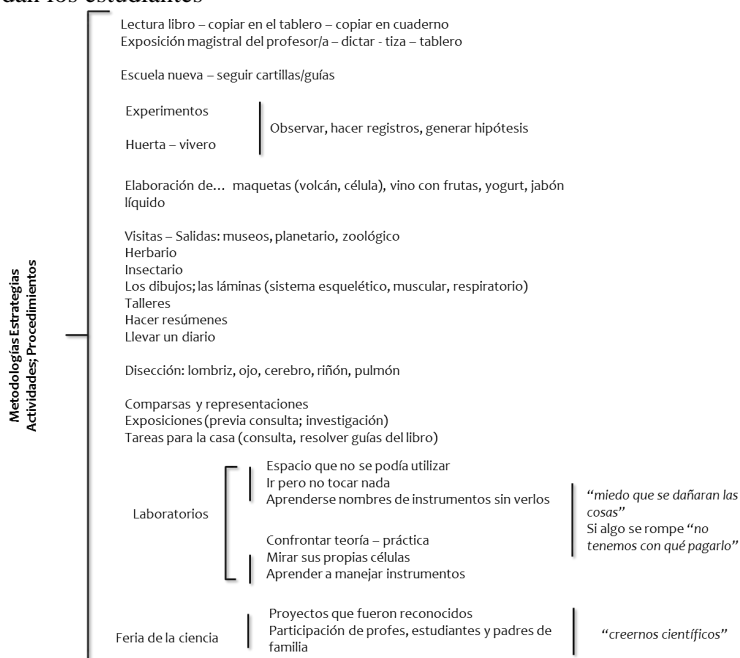 dan los estudiantes
Lectura libro – copiar en el tablero – copiar en cuaderno
Exposición magistral del profesor/a – dictar - tiza – tablero
Escuela nueva – seguir cartillas/guías
Experimentos
Huerta – vivero
Observar, hacer registros, generar hipótesis
Elaboración de… maquetas (volcán, célula), vino con frutas, yogurt, jabón
líquido
Visitas – Salidas: museos, planetario, zoológico
Herbario
Insectario
Los dibujos; las láminas (sistema esquelético, muscular, respiratorio)
Talleres
Hacer resúmenes
Llevar un diario
Metodologías Estrategias
Actividades; Procedimientos
Disección: lombriz, ojo, cerebro, riñón, pulmón
Comparsas y representaciones
Exposiciones (previa consulta; investigación)
Tareas para la casa (consulta, resolver guías del libro)
Laboratorios
Espacio que no se podía utilizar
Ir pero no tocar nada
Aprenderse nombres de instrumentos sin verlos
Confrontar teoría – práctica
Mirar sus propias células
Aprender a manejar instrumentos
“miedo que se dañaran las
cosas”
Si algo se rompe “no
tenemos con qué pagarlo”
Feria de la ciencia
Proyectos que fueron reconocidos
Participación de profes, estudiantes y padres de
familia
“creernos científicos”